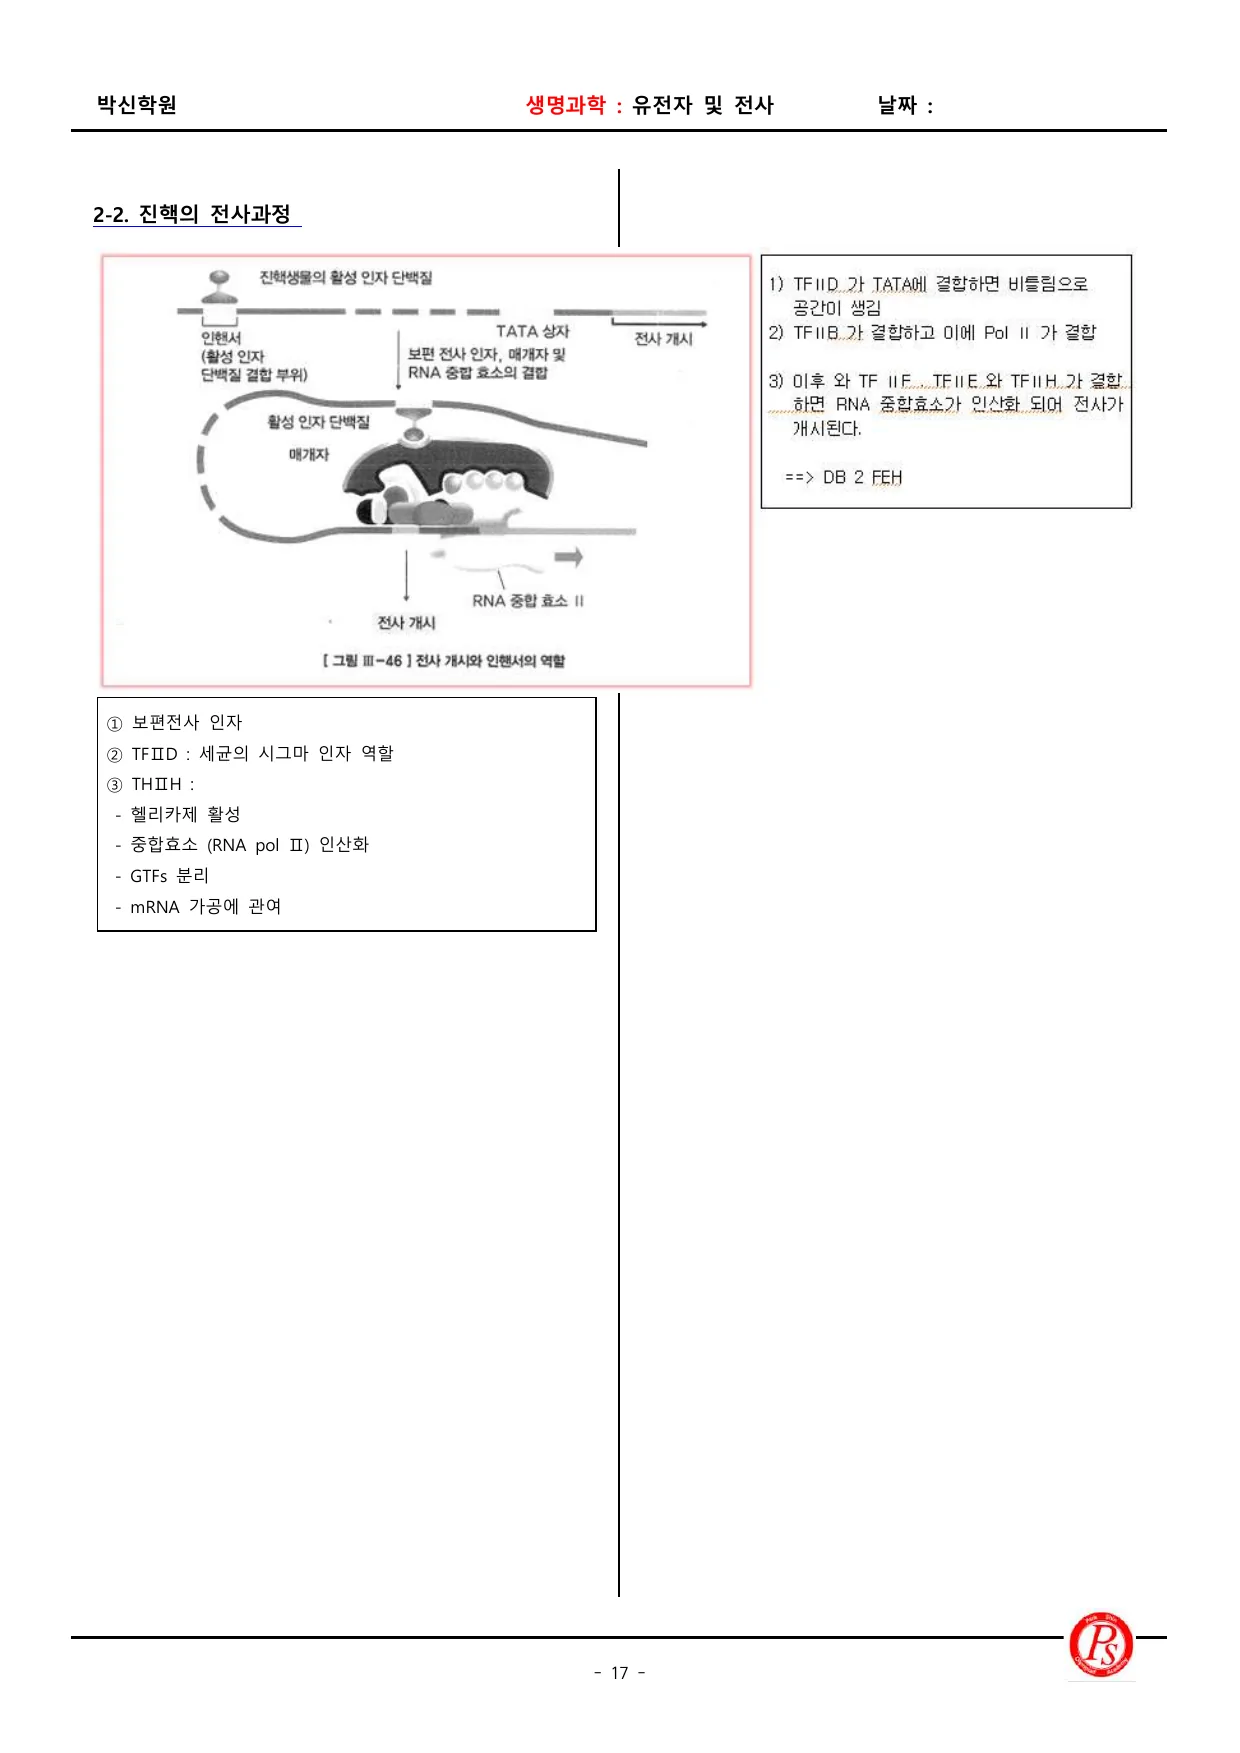 박신학원 생명과학 : 유전자 및 전사 날짜 :
2-2. 진핵의 전사과정
진핵생물의 활성 인자 단백질
TATA 상자
전사 개시
인핸서
(활성 인자
단백질 결합 부위)
보편 전사 인자, 매개자 및
RNA 중합 효소의 결합
활성 인자 단백질
매개자
RNA 중합 효소 Ⅱ
전사 개시
[ 그림 Ⅲ-46 ] 전사 개시와 인핸서의 역할
1) TFⅡD 가 TATA에 결합하면 비틀림으로
공간이 생김
2) TFⅡB 가 결합하고 이에 Pol Ⅱ 가 결합
3) 이후 와 TF ⅡF , TFⅡE 와 TFⅡH 가 결합
하면 RNA 중합효소가 인산화 되어 전사가
개시된다.
==> DB 2 FEH
① 보편전사 인자
② TFⅡD : 세균의 시그마 인자 역할
③ THⅡH :
- 헬리카제 활성
- 중합효소 (RNA pol Ⅱ) 인산화
- GTFs 분리
- mRNA 가공에 관여
- 17 -
Park Shin
PS
Academy